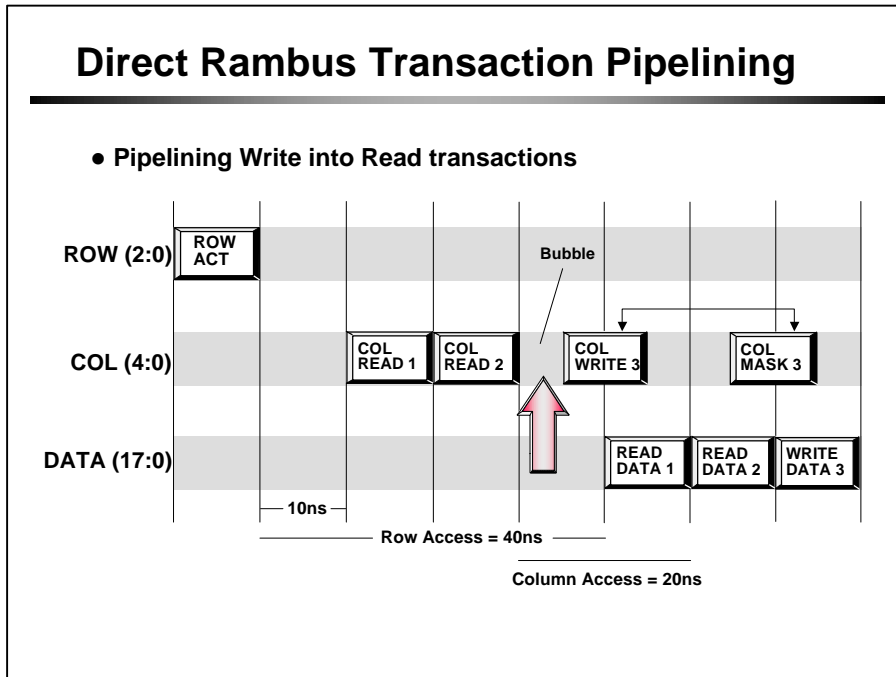 Direct Rambus Transaction Pipelining
● Pipelining Write into Read transactions
ROW (2:0)
ROW
ACT
Bubble
COL (4:0)
COL
READ 1
COL
READ 2
COL
WRITE 3
COL
MASK 3
DATA (17:0)
READ
DATA 1
READ
DATA 2
WRITE
DATA 3
10ns
Row Access = 40ns
Column Access = 20ns